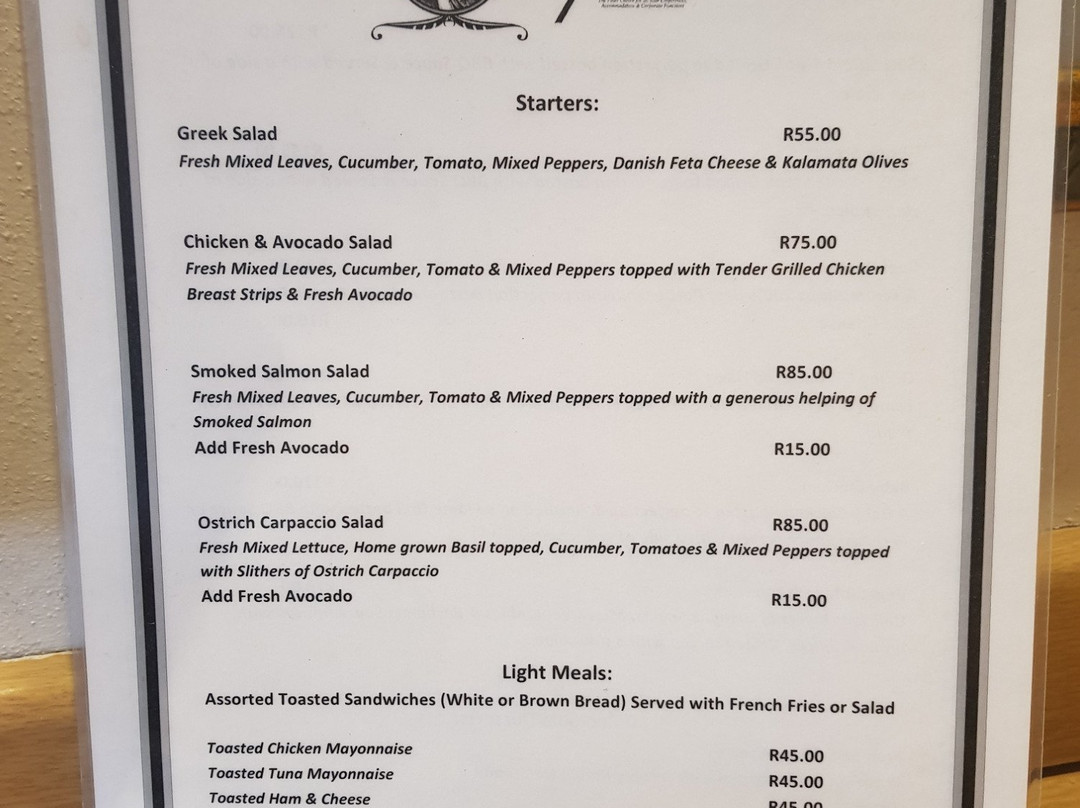 Accommodation & Corporate Functions
Starters:
Greek Salad R55.00
Fresh Mixed Leaves, Cucumber, Tomato, Mixed Peppers, Danish Feta Cheese & Kalamata Olives
Chicken & Avocado Salad R75.00
Fresh Mixed Leaves, Cucumber, Tomato & Mixed Peppers topped with Tender Grilled Chicken
Breast Strips & Fresh Avocado
Smoked Salmon Salad R85.00
Fresh Mixed Leaves, Cucumber, Tomato & Mixed Peppers topped with a generous helping of
Smoked Salmon
Add Fresh Avocado R15.00
Ostrich Carpaccio Salad R85.00
Fresh Mixed Lettuce, Home grown Basil topped, Cucumber, Tomatoes & Mixed Peppers topped
with Slithers of Ostrich Carpaccio
Add Fresh Avocado R15.00
Light Meals:
Assorted Toasted Sandwiches (White or Brown Bread) Served with French Fries or Salad
Toasted Chicken Mayonnaise R45.00
Toasted Tuna Mayonnaise R45.00
Toasted Ham & Cheese R45.00